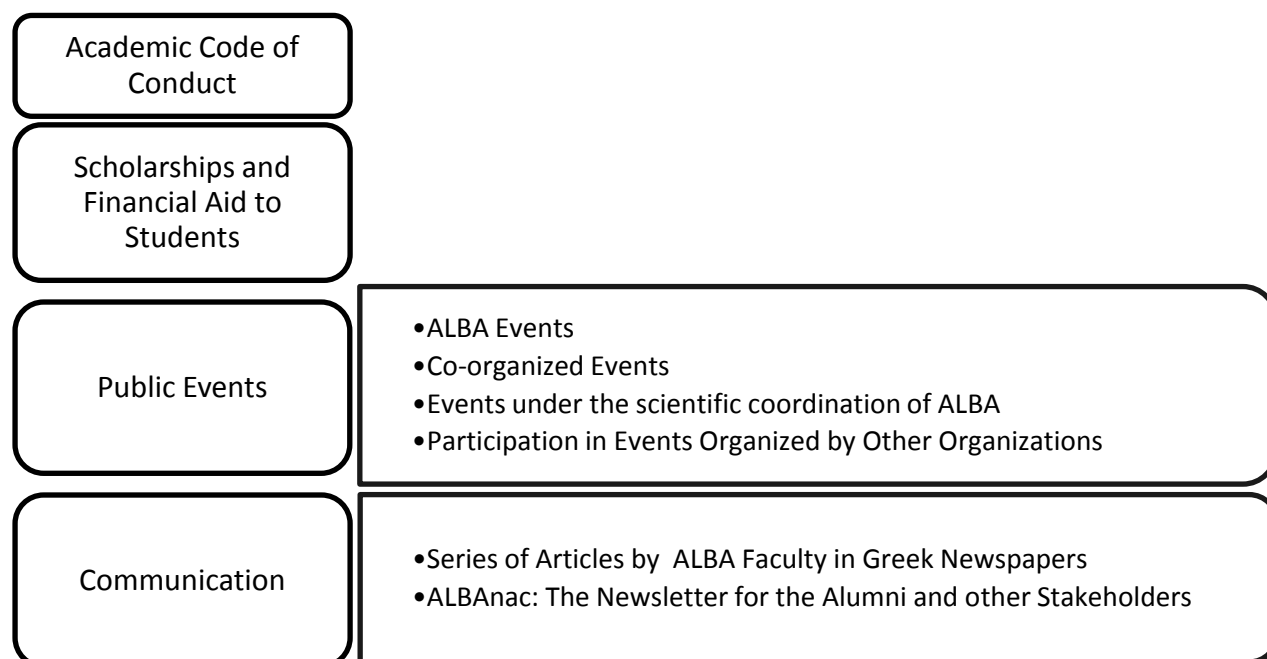 Academic Code of
Conduct
Scholarships and
Financial Aid to
Students
Public Events
•ALBA Events
•Co-organized Events
•Events under the scientific coordination of ALBA
•Participation in Events Organized by Other Organizations
Communication
•Series of Articles by ALBA Faculty in Greek Newspapers
•ALBAnac: The Newsletter for the Alumni and other Stakeholders